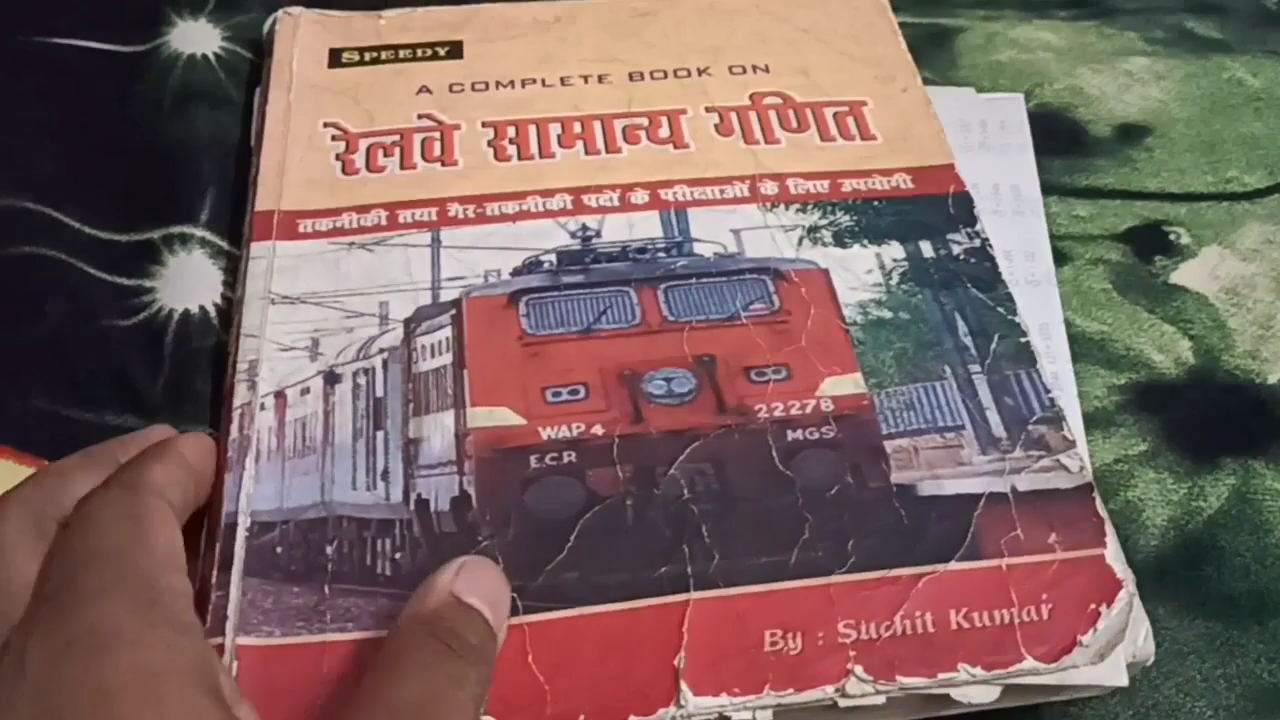 SPEEDY
A COMPLETE BOOK ON
रेलवे सामान्य गणित
तकनीकी तथा गैर-तकनीकी पदों के परीक्षाओं के लिए उपयोगी
22278
WAP 4
MGS
E.C.R
By : Suchit Kumar